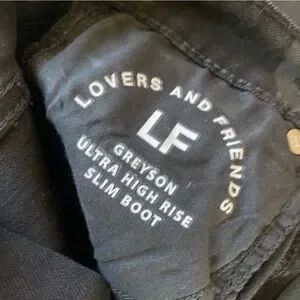 LOVERS AND FRIENDS
LF
GREYSON
ULTRA HIGH RISE
SLIM BOOT